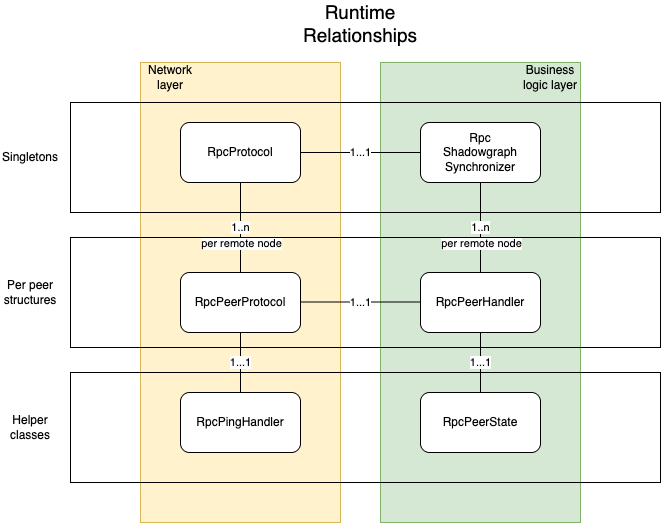 Runtime
Relationships
Network
layer
Business
logic layer
Singletons
RpcProtocol
1...1
Rpc
Shadowgraph
Synchronizer
1..n
per remote node
1..n
per remote node
Per peer
structures
RpcPeerProtocol
1...1
RpcPeerHandler
1...1
1...1
Helper
classes
RpcPingHandler
RpcPeerState